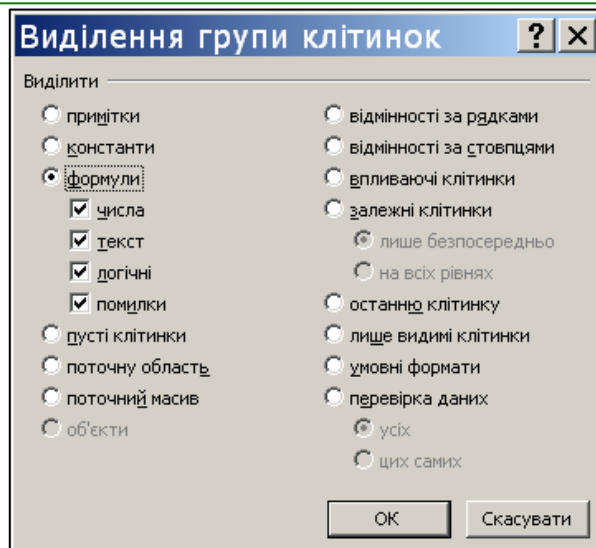 Виділення групи клітинок
Виділити
примітки
константи
формули
числа
текст
логічні
помилки
пусті клітинки
поточну область
поточний масив
об'єкти
відмінності за рядками
відмінності за стовпцями
впливаючі клітинки
залежні клітинки
лише безпосередньо
на всіх рівнях
останню клітинку
лише видимі клітинки
умовні формати
перевірка даних
усіх
цих самих
ОК
Скасувати